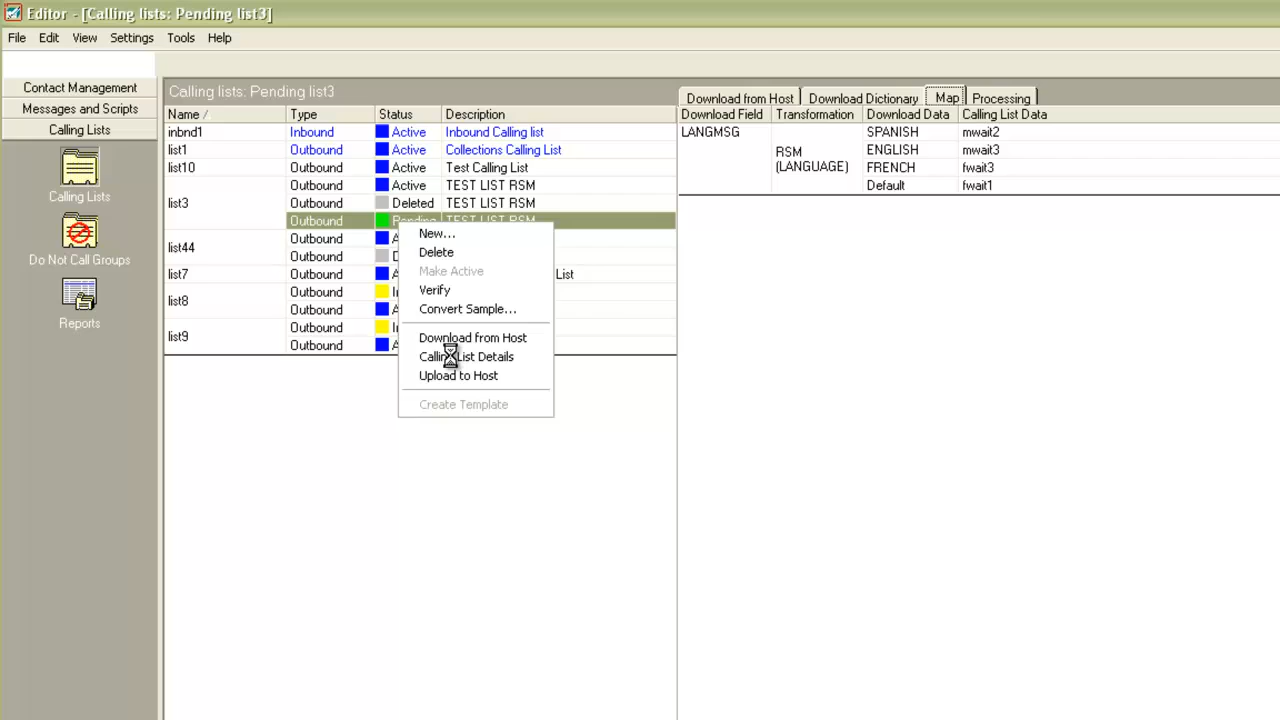 Editor - [Calling lists: Pending list3]
File Edit View Settings Tools Help
Contact Management
Messages and Scripts
Calling Lists
Calling Lists
Do Not Call Groups
Reports
Calling lists: Pending list3
Name Type Status Description
inbnd1 Inbound Active Inbound Calling list
list1 Outbound Active Collections Calling List
list10 Outbound Active Test Calling List
Outbound Active TEST LIST RSM
list3 Outbound Deleted TEST LIST RSM
Outbound Pending TEST LIST RSM
Outbound A
list44
Outbound D
list7 Outbound A List
Outbound In
list8
Outbound A
Outbound In
list9
Outbound A
New...
Delete
Make Active
Verify
Convert Sample...
Download from Host
Calling List Details
Upload to Host
Create Template
Download from Host Download Dictionary Map Processing
Download Field Transformation Download Data Calling List Data
LANGMSG SPANISH mwait2
RSM ENGLISH mwait3
(LANGUAGE) FRENCH fwait3
Default fwait1